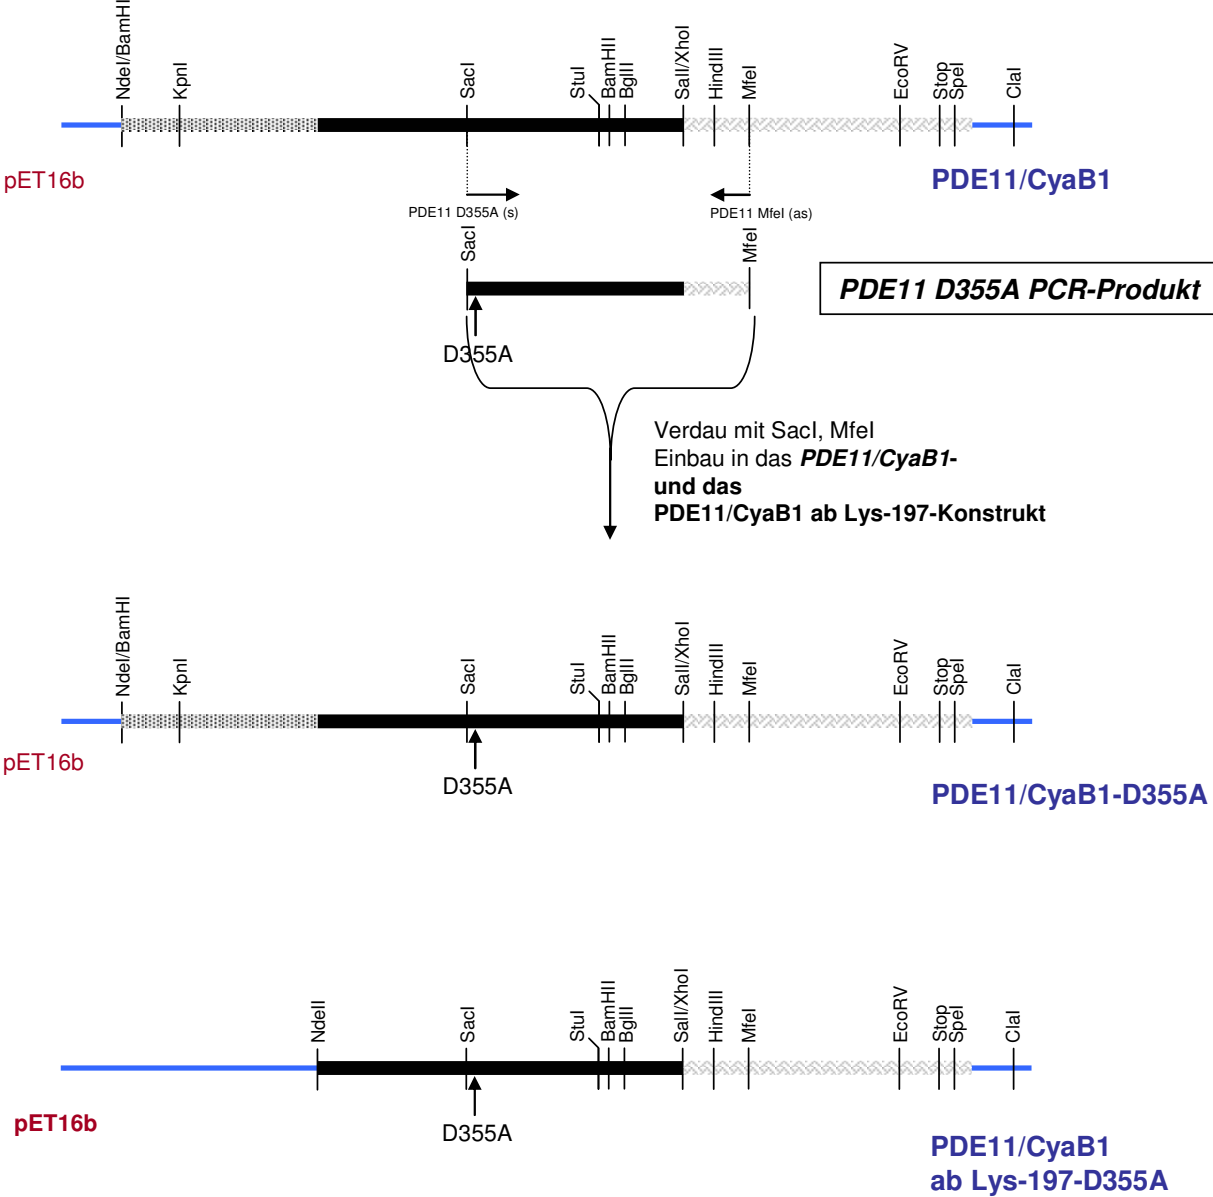 NdeI/BamHI
KpnI
SacI
StuI
BamHII
BglII
SalI/XhoI
HindIII
MfeI
EcoRV
Stop
SpeI
ClaI
pET16b
PDE11/CyaB1
PDE11 D355A (s)
PDE11 MfeI (as)
SacI
MfeI
PDE11 D355A PCR-Produkt
D355A
Verdau mit SacI, MfeI
Einbau in das PDE11/CyaB1-
und das
PDE11/CyaB1 ab Lys-197-Konstrukt
NdeI/BamHI
KpnI
SacI
StuI
BamHII
BglII
SalI/XhoI
HindIII
MfeI
EcoRV
Stop
SpeI
ClaI
pET16b
D355A
PDE11/CyaB1-D355A
NdeII
SacI
StuI
BamHII
BglII
SalI/XhoI
HindIII
MfeI
EcoRV
Stop
SpeI
ClaI
pET16b
D355A
PDE11/CyaB1
ab Lys-197-D355A